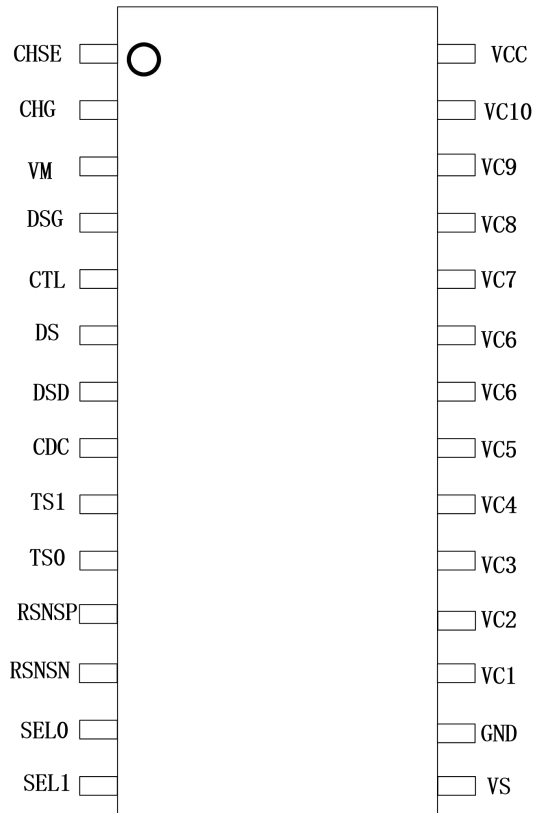 CHSE VCC
CHG VC10
VM VC9
DSG VC8
CTL VC7
DS VC6
DSD VC6
CDC VC5
TS1 VC4
TS0 VC3
RSNSP VC2
RSNSN VC1
SEL0 GND
SEL1 VS